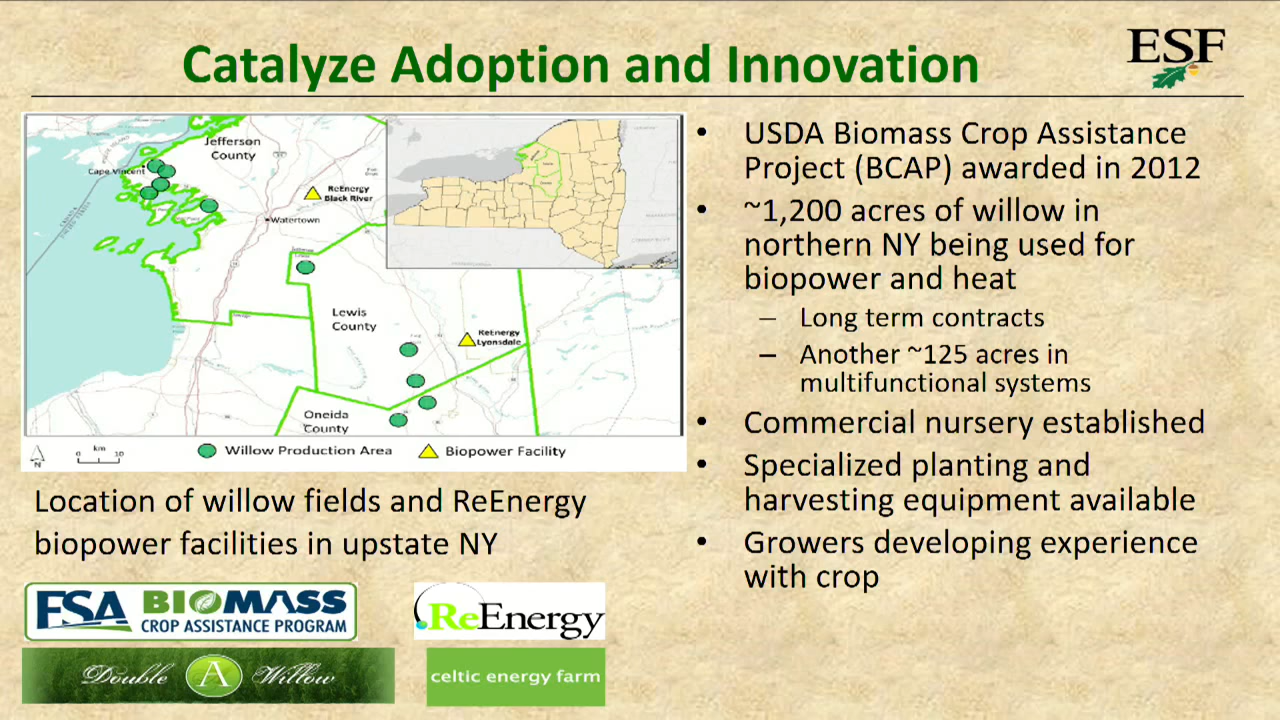 Catalyze Adoption and Innovation
ESF
Jefferson
County
Cape Vincent
ReEnergy
Black River
Watertown
Lewis
County
ReEnergy
Lyonsdale
Oneida
County
N
km
0 10
Willow Production Area
Biopower Facility
Location of willow fields and ReEnergy
biopower facilities in upstate NY
FSA BIOMASS
CROP ASSISTANCE PROGRAM
ReEnergy
Double A Willow
celtic energy farm
• USDA Biomass Crop Assistance
Project (BCAP) awarded in 2012
• ~1,200 acres of willow in
northern NY being used for
biopower and heat
– Long term contracts
– Another ~125 acres in
multifunctional systems
• Commercial nursery established
• Specialized planting and
harvesting equipment available
• Growers developing experience
with crop